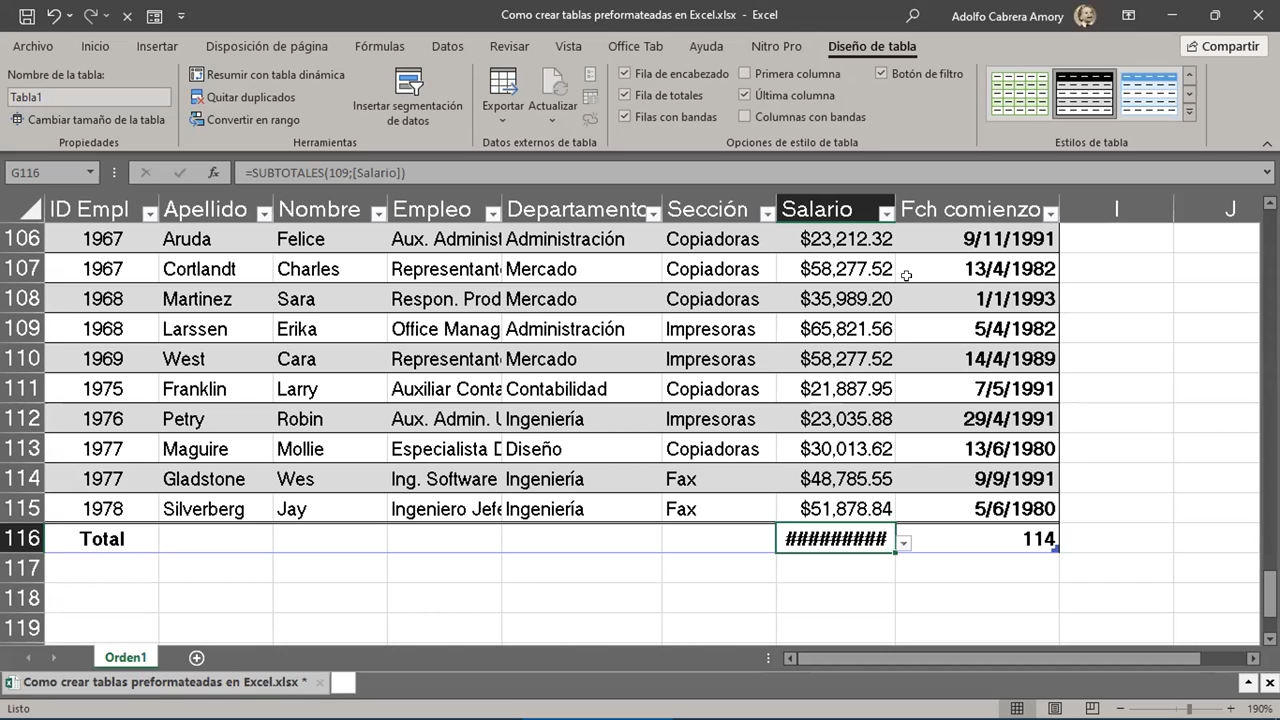 Como crear tablas preformateadas en Excel.xlsx - Excel
Adolfo Cabrera Amory
Archivo Inicio Insertar Disposición de página Fórmulas Datos Revisar Vista Office Tab Ayuda Nitro Pro Diseño de tabla Compartir
Nombre de la tabla:
Tabla1
Cambiar tamaño de la tabla
Propiedades
Resumir con tabla dinámica
Quitar duplicados
Convertir en rango
Insertar segmentación
de datos
Herramientas
Exportar Actualizar
Datos externos de tabla
Fila de encabezado Primera columna Botón de filtro
Fila de totales Última columna
Filas con bandas Columnas con bandas
Opciones de estilo de tabla
Estilos de tabla
G116 fx =SUBTOTALES(109;[Salario])
ID Empl Apellido Nombre Empleo Departamento Sección Salario Fch comienzo I J
106 1967 Aruda Felice Aux. Administ Administración Copiadoras $23,212.32 9/11/1991
107 1967 Cortlandt Charles Representant Mercado Copiadoras $58,277.52 13/4/1982
108 1968 Martinez Sara Respon. Prod Mercado Copiadoras $35,989.20 1/1/1993
109 1968 Larssen Erika Office Manag Administración Impresoras $65,821.56 5/4/1982
110 1969 West Cara Representant Mercado Impresoras $58,277.52 14/4/1989
111 1975 Franklin Larry Auxiliar Conta Contabilidad Copiadoras $21,887.95 7/5/1991
112 1976 Petry Robin Aux. Admin. U Ingeniería Impresoras $23,035.88 29/4/1991
113 1977 Maguire Mollie Especialista D Diseño Copiadoras $30,013.62 13/6/1980
114 1977 Gladstone Wes Ing. Software Ingeniería Fax $48,785.55 9/9/1991
115 1978 Silverberg Jay Ingeniero Jefe Ingeniería Fax $51,878.84 5/6/1980
116 Total ######### 114
117
118
119
Orden1
Como crear tablas preformateadas en Excel.xlsx *
Listo
190%